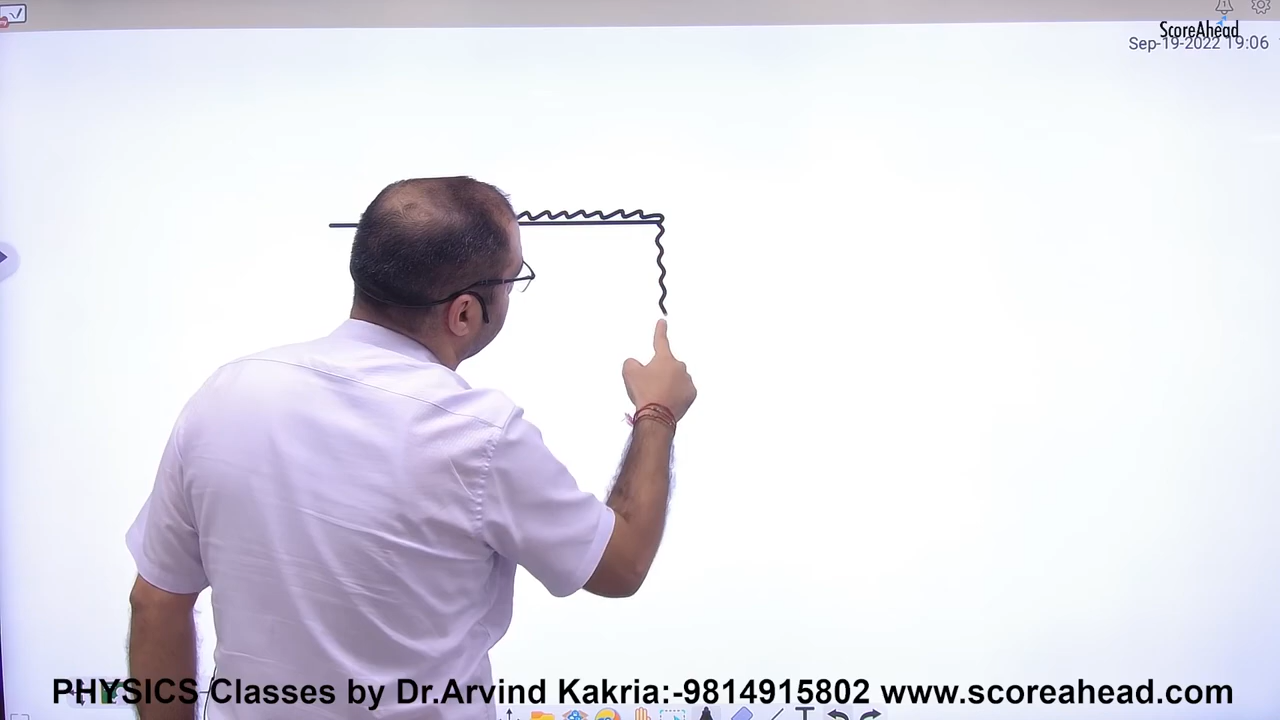 ScoreAhead
Sep-19-2022 19:06
PHYSICS Classes by Dr.Arvind Kakria:-9814915802 www.scoreahead.com